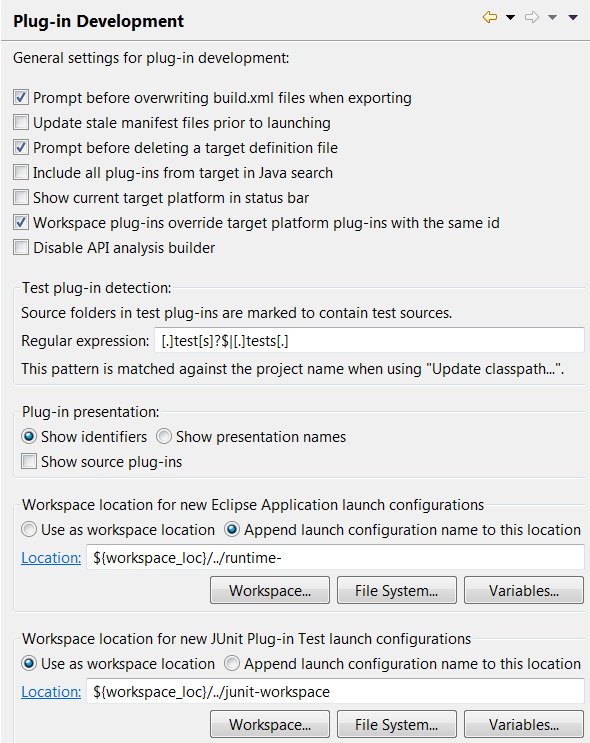 Plug-in Development
General settings for plug-in development:
Prompt before overwriting build.xml files when exporting
Update stale manifest files prior to launching
Prompt before deleting a target definition file
Include all plug-ins from target in Java search
Show current target platform in status bar
Workspace plug-ins override target platform plug-ins with the same id
Disable API analysis builder
Test plug-in detection:
Source folders in test plug-ins are marked to contain test sources.
Regular expression: [.]test[s]?$|[.]tests[.]
This pattern is matched against the project name when using "Update classpath...".
Plug-in presentation:
Show identifiers Show presentation names
Show source plug-ins
Workspace location for new Eclipse Application launch configurations
Use as workspace location Append launch configuration name to this location
Location: ${workspace_loc}/../runtime-
Workspace... File System... Variables...
Workspace location for new JUnit Plug-in Test launch configurations
Use as workspace location Append launch configuration name to this location
Location: ${workspace_loc}/../junit-workspace
Workspace... File System... Variables...